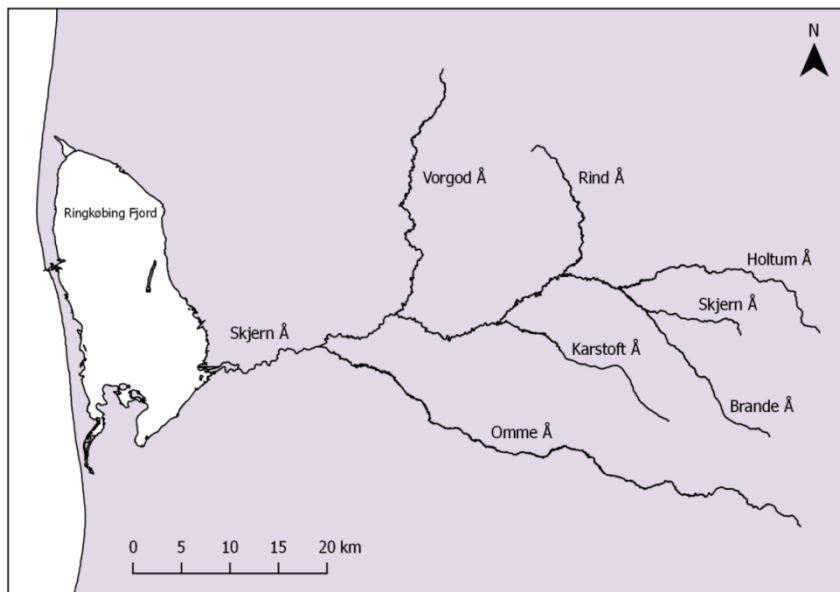 N
Vorgod Å
Rind Å
Ringkøbing Fjord
Holtum Å
Skjern Å
Skjern Å
Karstoft Å
Brande Å
Omme Å
0 5 10 15 20 km